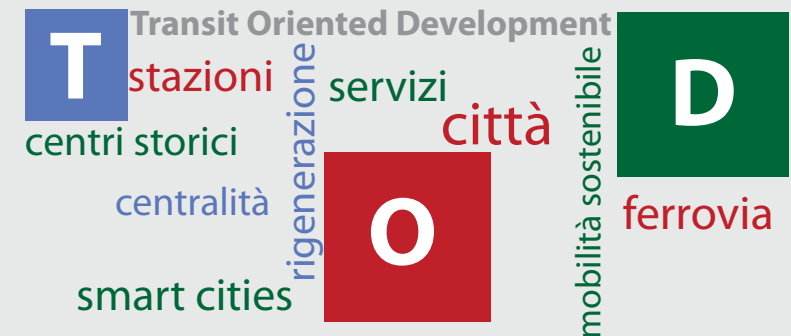 Transit Oriented Development
T
stazioni
rigenerazione
servizi
città
mobilità sostenibile
D
centri storici
centralità
O
ferrovia
smart cities